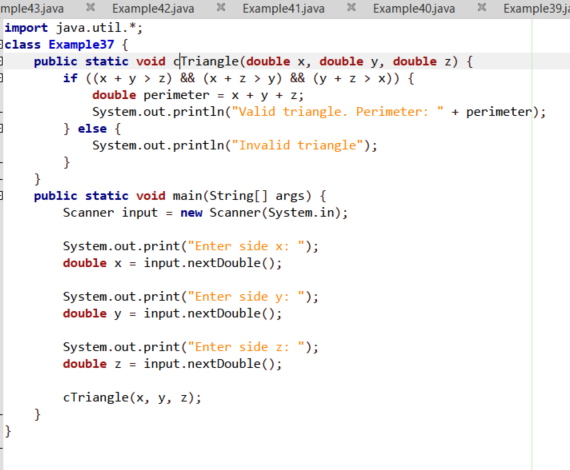 mple43.java Example42.java Example41.java Example40.java Example39.ja
import java.util.*;
class Example37 {
    public static void cTriangle(double x, double y, double z) {
        if ((x + y > z) && (x + z > y) && (y + z > x)) {
            double perimeter = x + y + z;
            System.out.println("Valid triangle. Perimeter: " + perimeter);
        } else {
            System.out.println("Invalid triangle");
        }
    }
    public static void main(String[] args) {
        Scanner input = new Scanner(System.in);

        System.out.print("Enter side x: ");
        double x = input.nextDouble();

        System.out.print("Enter side y: ");
        double y = input.nextDouble();

        System.out.print("Enter side z: ");
        double z = input.nextDouble();

        cTriangle(x, y, z);
    }
}